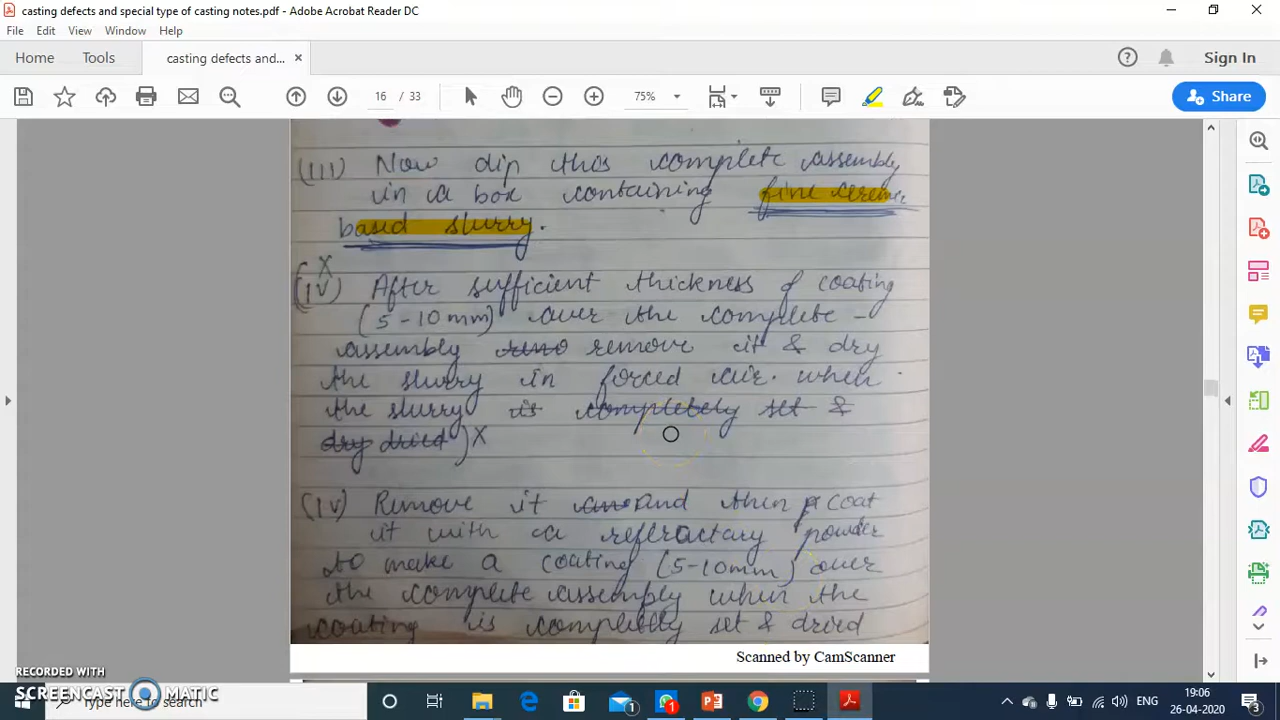 casting defects and special type of casting notes.pdf - Adobe Acrobat Reader DC
File Edit View Window Help
Home Tools casting defects and... × Sign In
16 / 33 75% Share
(III) Now dip this complete assembly
in a box containing fine ceremic
based slurry.
X
(IV) After sufficient thickness of coating
(5-10mm) over the complete -
assembly remove it & dry
the slurry in forced air. when
the slurry is completely set &
dry dried) X
(IV) Remove it and then coat
it with a refractary powder
to make a coating (5-10mm) over
the complete assembly when the
coating is completely set & dried
Scanned by CamScanner
RECORDED WITH
SCREENCAST MATIC
Type here to search
ENG 19:06
26-04-2020